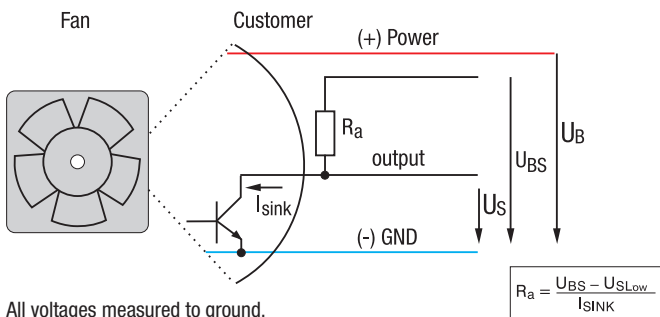 Fan
Customer
(+) Power
Ra
UB
UBS
output
Isink
US
(-) GND
All voltages measured to ground.
Ra = UBS – USLow / ISINK